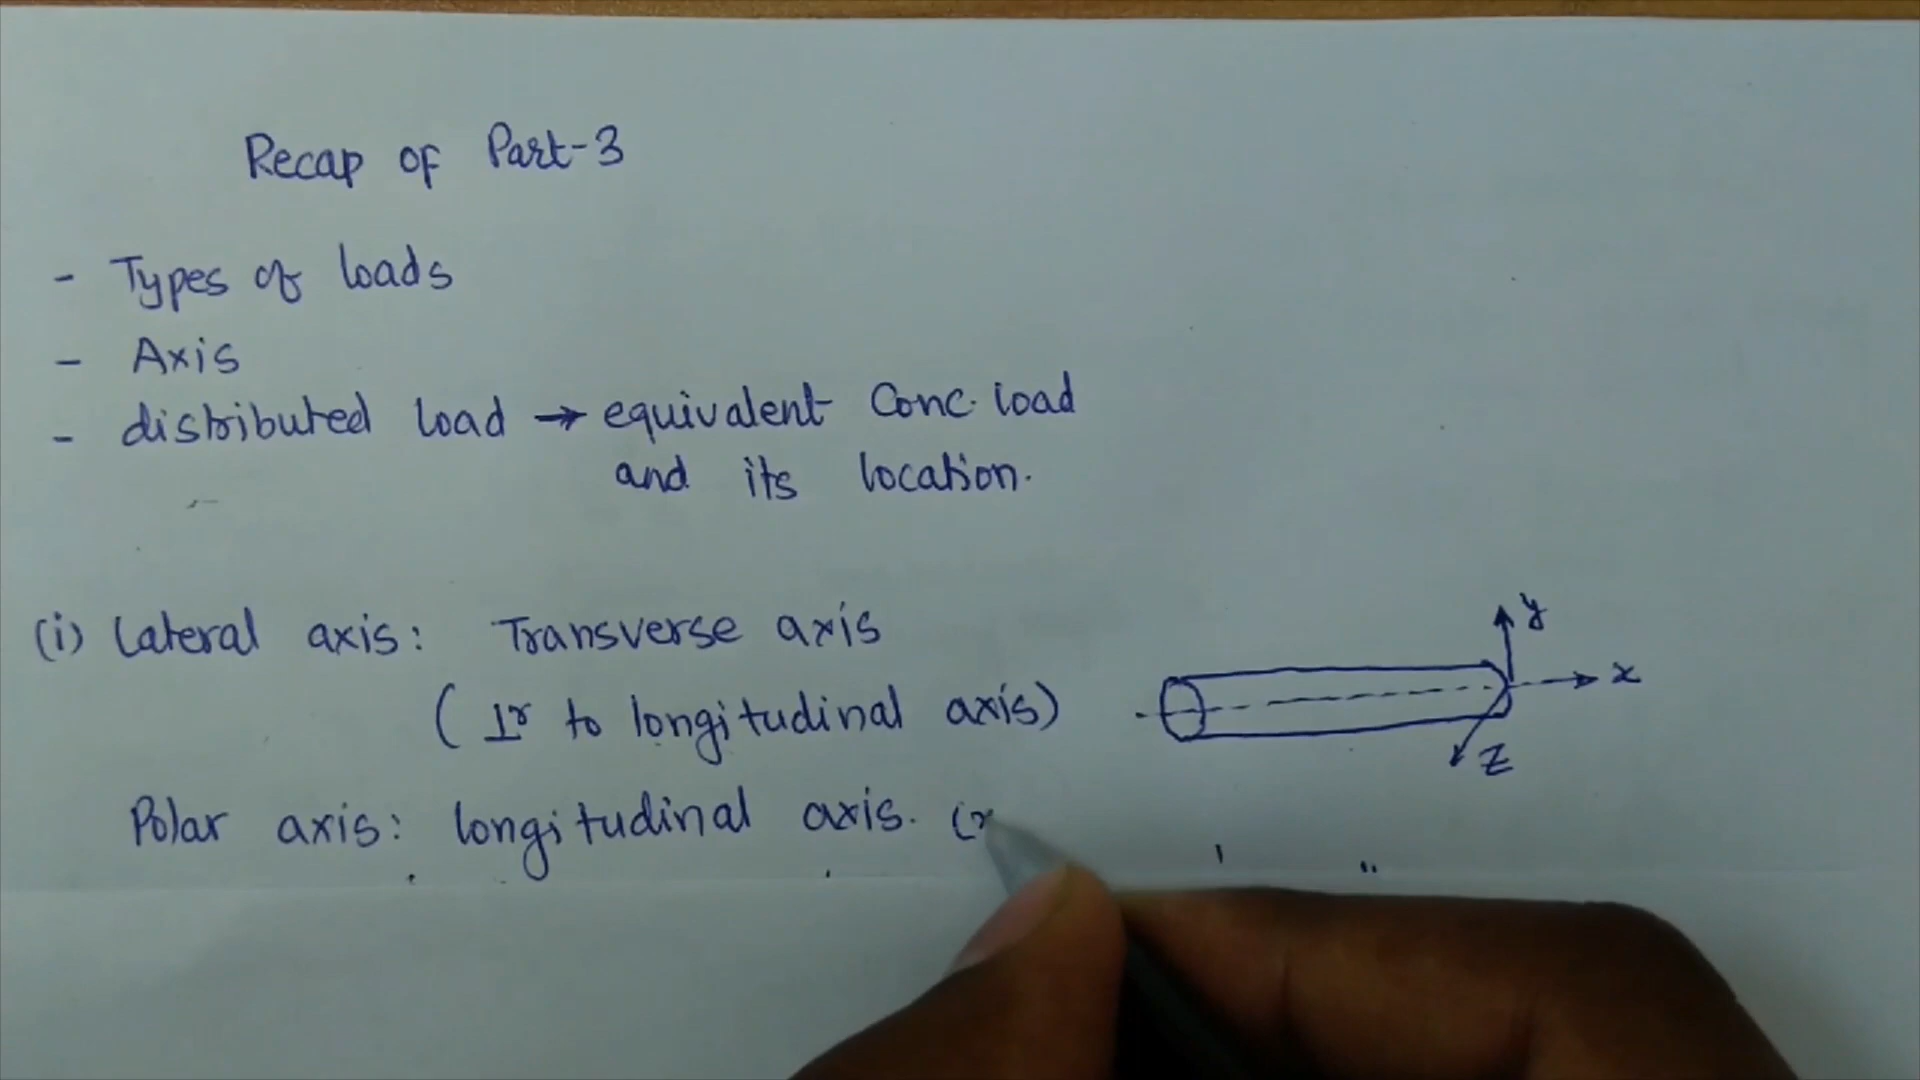 Recap of Part-3
- Types of loads
- Axis
- distributed load → equivalent Conc. load
and its location.
(i) Lateral axis: Transverse axis
(⊥r to longitudinal axis)
Polar axis: longitudinal axis. (x
y
x
z